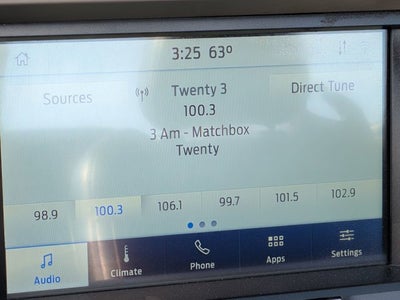 3:25 63°
Sources
Twenty 3
Direct Tune
100.3
3 Am - Matchbox
Twenty
98.9 100.3 106.1 99.7 101.5 102.9
Audio Climate Phone Apps Settings